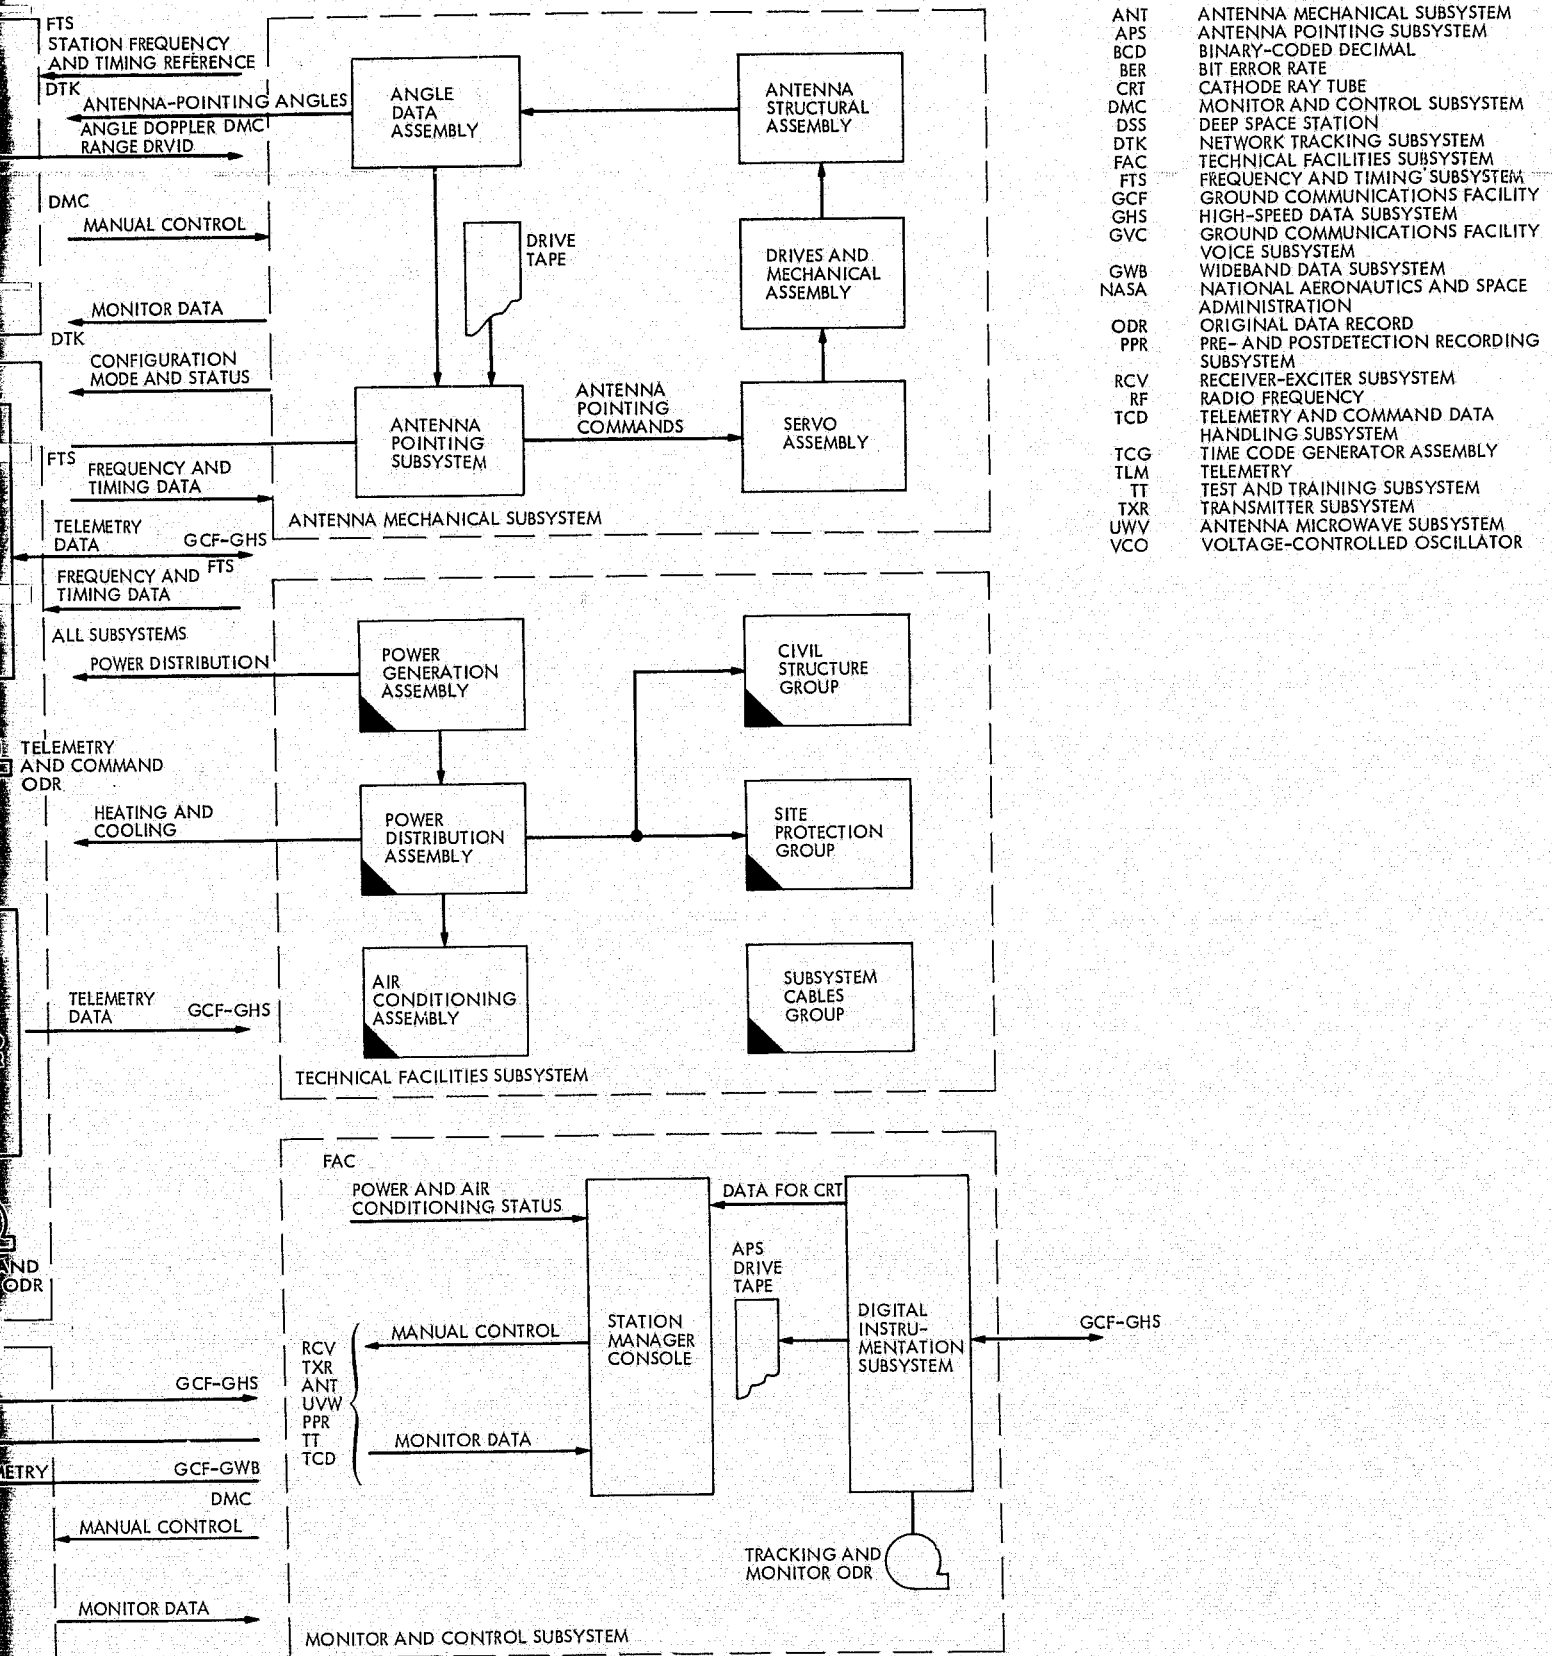 FTS
STATION FREQUENCY
AND TIMING REFERENCE
DTK
ANTENNA-POINTING ANGLES
ANGLE DOPPLER DMC
RANGE DRVID
DMC
MANUAL CONTROL
MONITOR DATA
DTK
CONFIGURATION
MODE AND STATUS
FTS
FREQUENCY AND
TIMING DATA
ANGLE
DATA
ASSEMBLY
ANTENNA
STRUCTURAL
ASSEMBLY
DRIVE
TAPE
DRIVES AND
MECHANICAL
ASSEMBLY
ANTENNA
POINTING
SUBSYSTEM
ANTENNA
POINTING
COMMANDS
SERVO
ASSEMBLY
ANTENNA MECHANICAL SUBSYSTEM
TELEMETRY
DATA GCF-GHS
FTS
FREQUENCY AND
TIMING DATA
ALL SUBSYSTEMS
POWER DISTRIBUTION
TELEMETRY
AND COMMAND
ODR
HEATING AND
COOLING
TELEMETRY
DATA GCF-GHS
POWER
GENERATION
ASSEMBLY
CIVIL
STRUCTURE
GROUP
POWER
DISTRIBUTION
ASSEMBLY
SITE
PROTECTION
GROUP
AIR
CONDITIONING
ASSEMBLY
SUBSYSTEM
CABLES
GROUP
TECHNICAL FACILITIES SUBSYSTEM
AND
ODR
GCF-GHS
GCF-GWB
DMC
MANUAL CONTROL
MONITOR DATA
FAC
POWER AND AIR
CONDITIONING STATUS
DATA FOR CRT
APS
DRIVE
TAPE
RCV
TXR
ANT
UVW
PPR
TT
TCD
MANUAL CONTROL
MONITOR DATA
STATION
MANAGER
CONSOLE
DIGITAL
INSTRU-
MENTATION
SUBSYSTEM
GCF-GHS
TRACKING AND
MONITOR ODR
MONITOR AND CONTROL SUBSYSTEM
ANT ANTENNA MECHANICAL SUBSYSTEM
APS ANTENNA POINTING SUBSYSTEM
BCD BINARY-CODED DECIMAL
BER BIT ERROR RATE
CRT CATHODE RAY TUBE
DMC MONITOR AND CONTROL SUBSYSTEM
DSS DEEP SPACE STATION
DTK NETWORK TRACKING SUBSYSTEM
FAC TECHNICAL FACILITIES SUBSYSTEM
FTS FREQUENCY AND TIMING SUBSYSTEM
GCF GROUND COMMUNICATIONS FACILITY
GHS HIGH-SPEED DATA SUBSYSTEM
GVC GROUND COMMUNICATIONS FACILITY
VOICE SUBSYSTEM
GWB WIDEBAND DATA SUBSYSTEM
NASA NATIONAL AERONAUTICS AND SPACE
ADMINISTRATION
ODR ORIGINAL DATA RECORD
PPR PRE- AND POSTDETECTION RECORDING
SUBSYSTEM
RCV RECEIVER-EXCITER SUBSYSTEM
RF RADIO FREQUENCY
TCD TELEMETRY AND COMMAND DATA
HANDLING SUBSYSTEM
TCG TIME CODE GENERATOR ASSEMBLY
TLM TELEMETRY
TT TEST AND TRAINING SUBSYSTEM
TXR TRANSMITTER SUBSYSTEM
UWV ANTENNA MICROWAVE SUBSYSTEM
VCO VOLTAGE-CONTROLLED OSCILLATOR